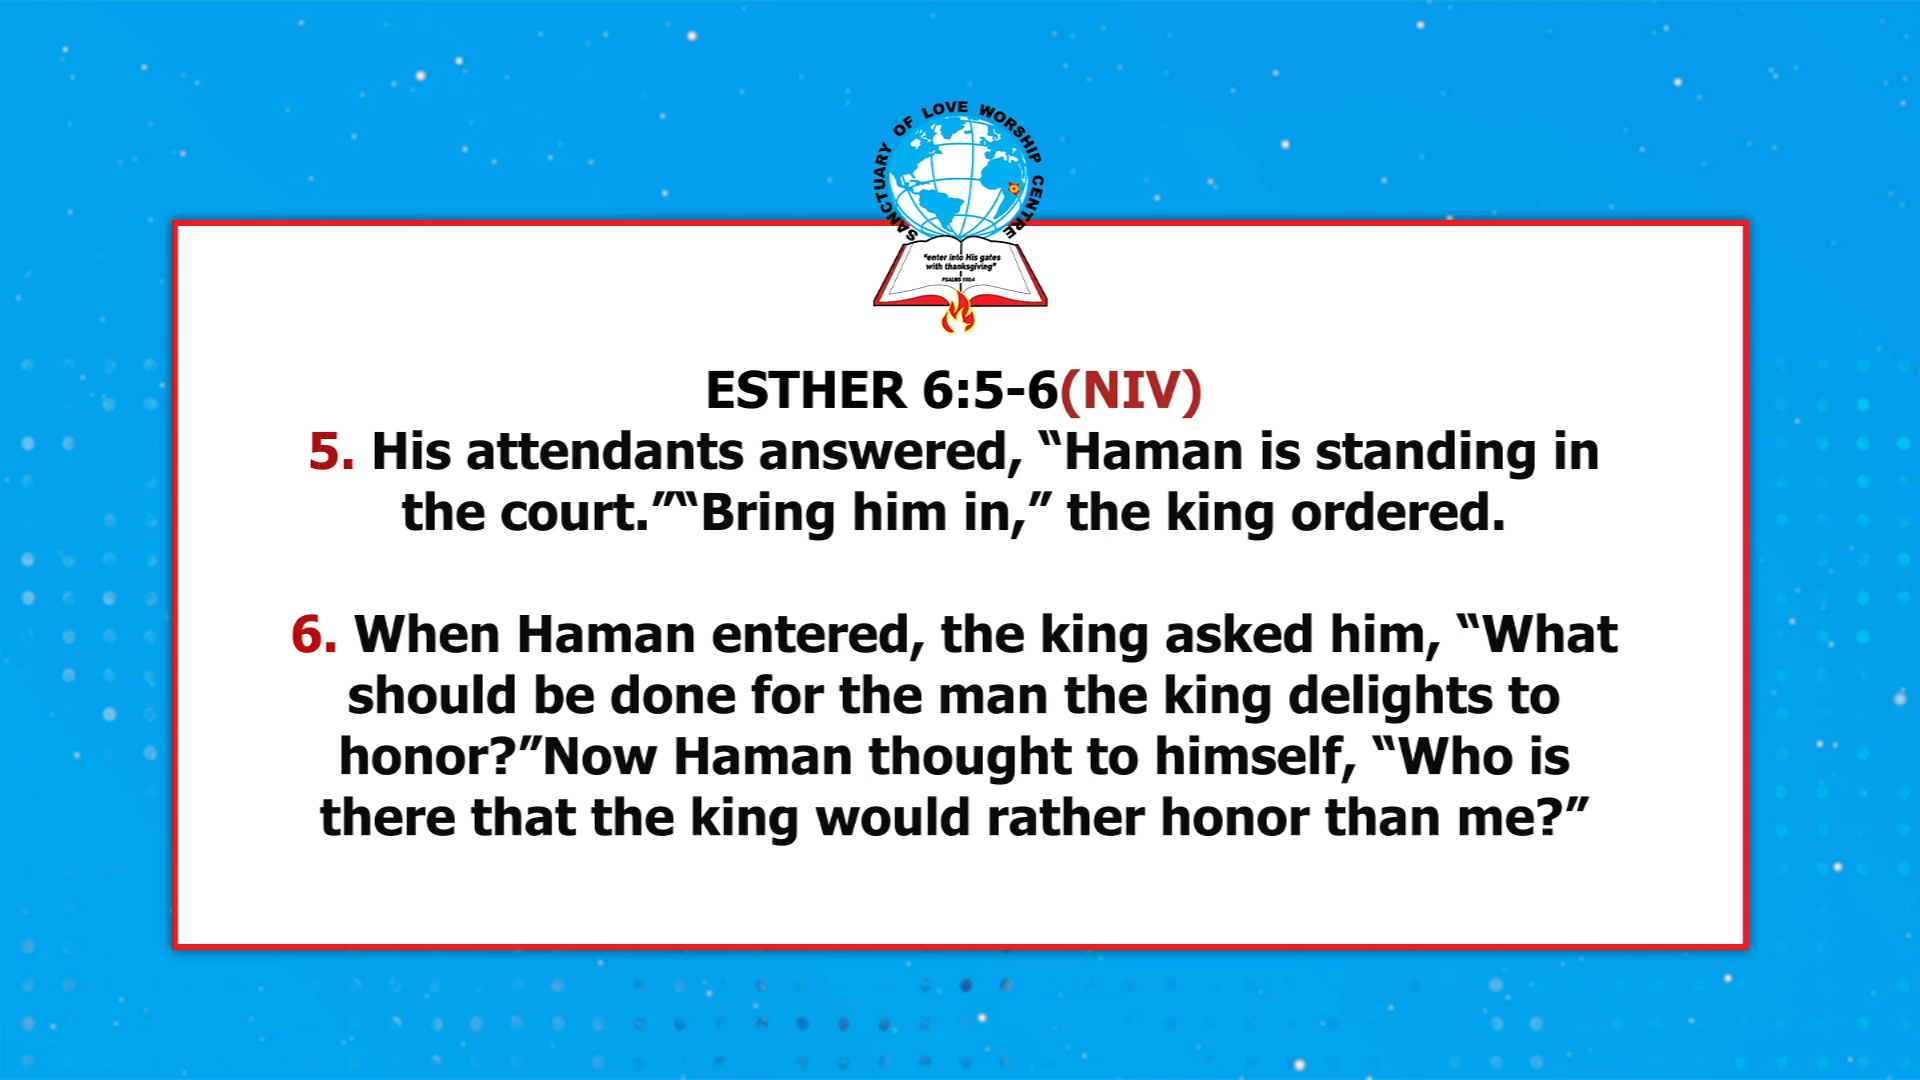 SANCTUARY OF LOVE WORSHIP CENTRE
"enter into His gates
with thanksgiving"
PSALMS 100:4
ESTHER 6:5-6(NIV)
5. His attendants answered, “Haman is standing in
the court.”“Bring him in,” the king ordered.
6. When Haman entered, the king asked him, “What
should be done for the man the king delights to
honor?”Now Haman thought to himself, “Who is
there that the king would rather honor than me?”